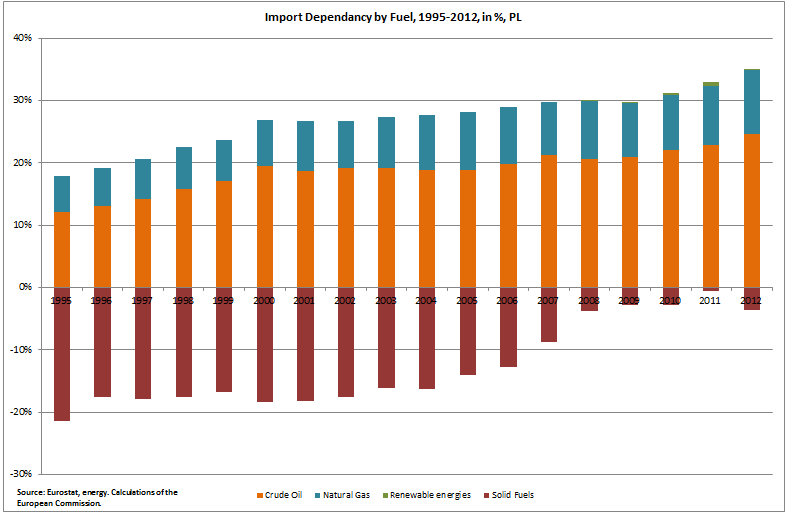 Import Dependancy by Fuel, 1995-2012, in %, PL
40%
30%
20%
10%
0%
1995 1996 1997 1998 1999 2000 2001 2002 2003 2004 2005 2006 2007 2008 2009 2010 2011 2012
-10%
-20%
-30%
Source: Eurostat, energy. Calculations of the
European Commission.
Crude Oil Natural Gas Renewable energies Solid Fuels